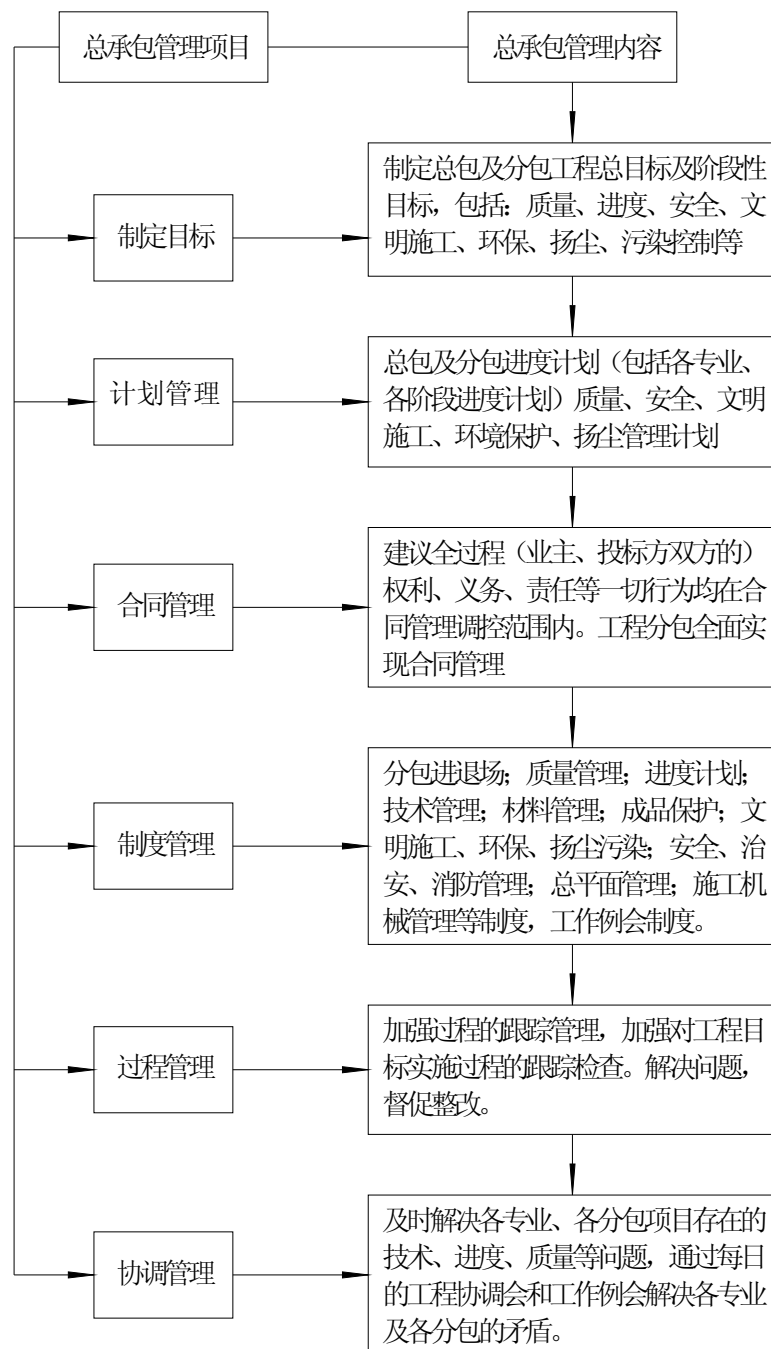 总承包管理项目
总承包管理内容
制定目标
制定总包及分包工程总目标及阶段性
目标，包括：质量、进度、安全、文
明施工、环保、扬尘、污染控制等
计划管理
总包及分包进度计划（包括各专业、
各阶段进度计划）质量、安全、文明
施工、环境保护、扬尘管理计划
合同管理
建议全过程（业主、投标方双方的）
权利、义务、责任等一切行为均在合
同管理调控范围内。工程分包全面实
现合同管理
制度管理
分包进退场；质量管理；进度计划；
技术管理；材料管理；成品保护；文
明施工、环保、扬尘污染；安全、治
安、消防管理；总平面管理；施工机
械管理等制度，工作例会制度。
过程管理
加强过程的跟踪管理，加强对工程目
标实施过程的跟踪检查。解决问题，
督促整改。
协调管理
及时解决各专业、各分包项目存在的
技术、进度、质量等问题，通过每日
的工程协调会和工作例会解决各专业
及各分包的矛盾。